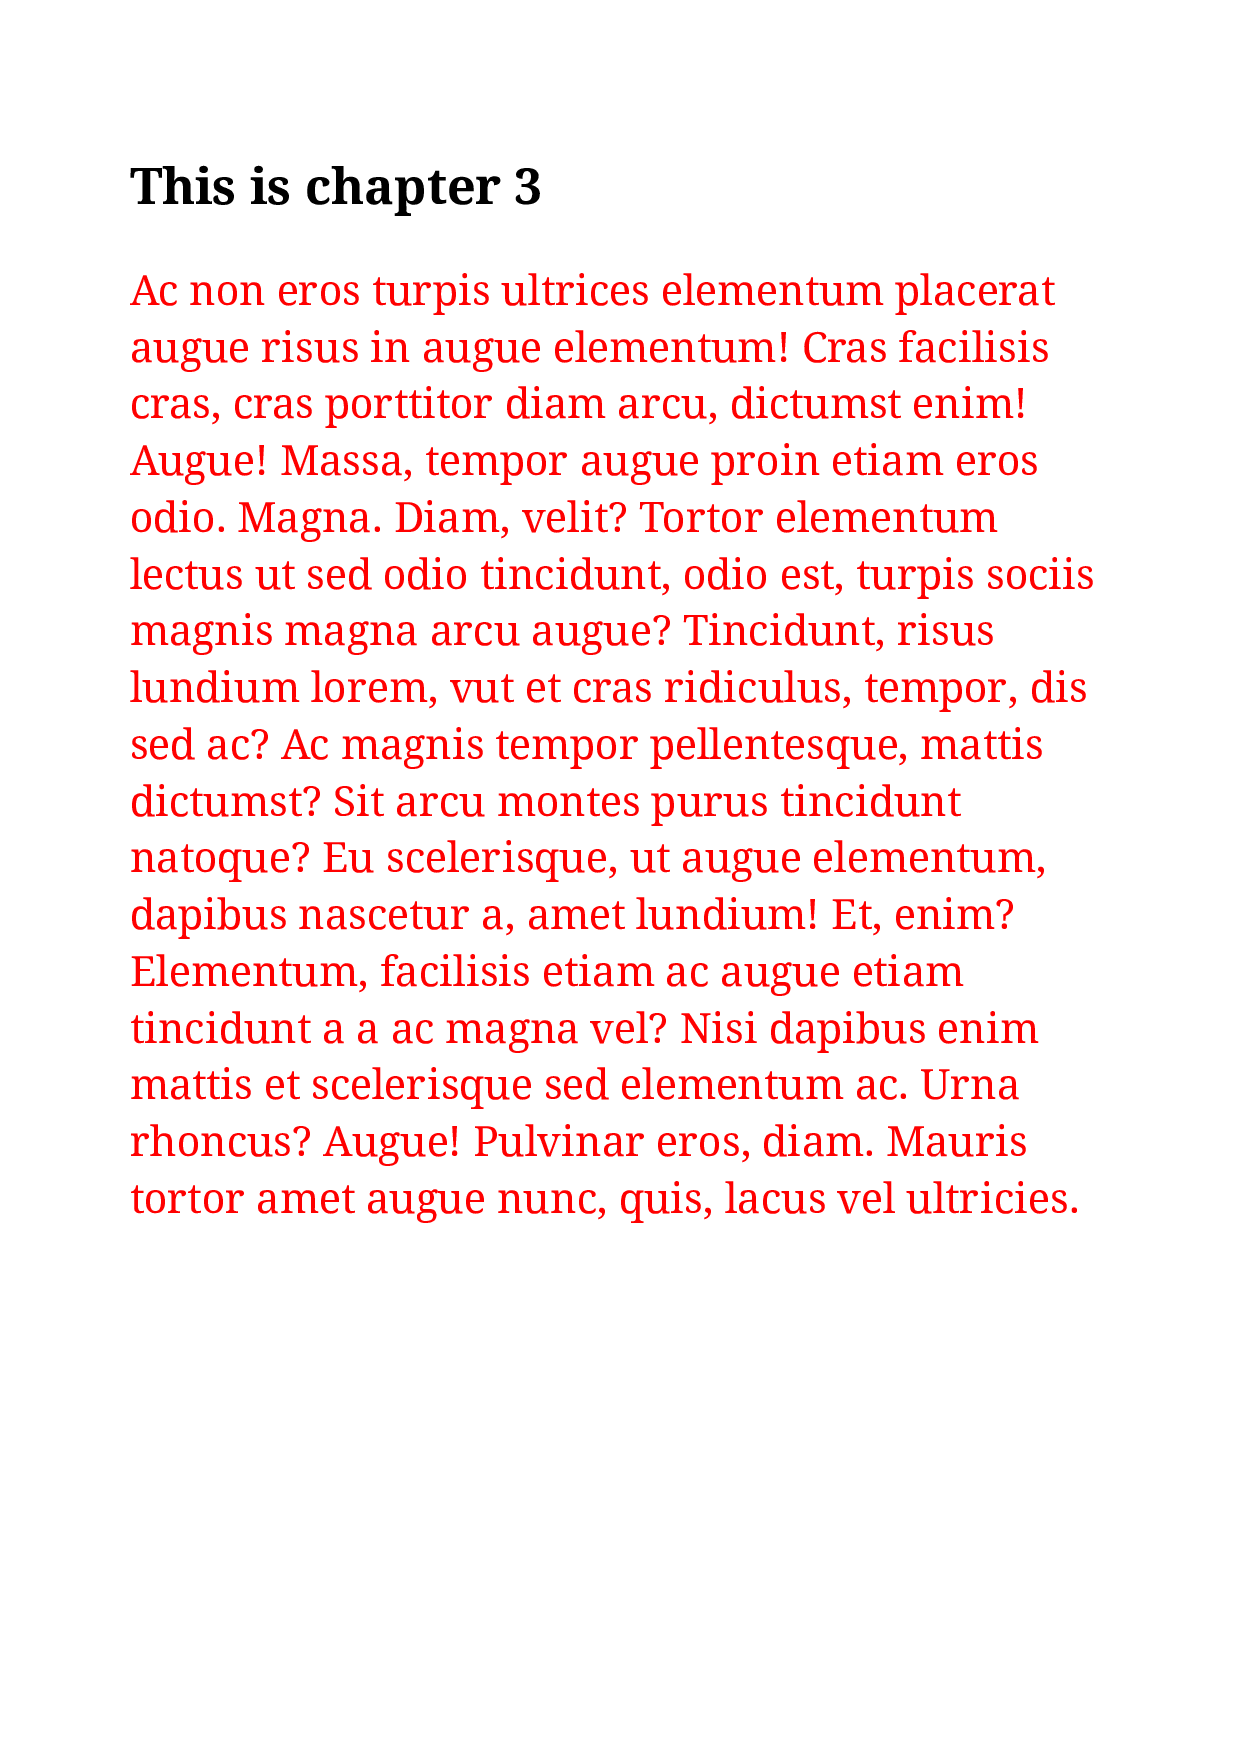 This is chapter 3
Ac non eros turpis ultrices elementum placerat
augue risus in augue elementum! Cras facilisis
cras, cras porttitor diam arcu, dictumst enim!
Augue! Massa, tempor augue proin etiam eros
odio. Magna. Diam, velit? Tortor elementum
lectus ut sed odio tincidunt, odio est, turpis sociis
magnis magna arcu augue? Tincidunt, risus
lundium lorem, vut et cras ridiculus, tempor, dis
sed ac? Ac magnis tempor pellentesque, mattis
dictumst? Sit arcu montes purus tincidunt
natoque? Eu scelerisque, ut augue elementum,
dapibus nascetur a, amet lundium! Et, enim?
Elementum, facilisis etiam ac augue etiam
tincidunt a a ac magna vel? Nisi dapibus enim
mattis et scelerisque sed elementum ac. Urna
rhoncus? Augue! Pulvinar eros, diam. Mauris
tortor amet augue nunc, quis, lacus vel ultricies.